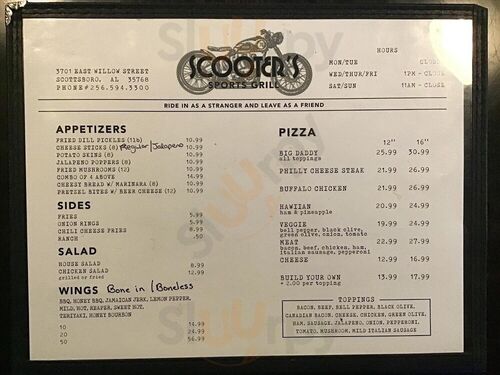 3701 EAST WILLOW STREET
SCOTTSBORO, AL 35768
PHONE# 256.594.3300
SCOOTER'S
SPORTS GRILL
HOURS
MON/TUE CLOSED
WED/THUR/FRI 12PM - CLOSE
SAT/SUN 11AM - CLOSE
RIDE IN AS A STRANGER AND LEAVE AS A FRIEND
APPETIZERS
FRIED DILL PICKLES (1lb) 10.99
CHEESE STICKS (8) Regular/Jalapeno 10.99
POTATO SKINS (8) 10.99
JALAPENO POPPERS (8) 10.99
FRIED MUSHROOMS (12) 10.99
COMBO OF 4 ABOVE 14.99
CHEESY BREAD W/ MARINARA (8) 10.99
PRETSEL BITES W/ BEER CHEESE (12) 10.99
SIDES
FRIES 5.99
ONION RINGS 5.99
CHILI CHEESE FRIES 8.99
RANCH .50
SALAD
HOUSE SALAD 8.99
CHICKEN SALAD 12.99
grilled or fried
WINGS Bone in / Boneless
BBQ, HONEY BBQ, JAMAICAN JERK, LEMON PEPPER,
MILD, HOT, REAPER, SWEET HOT,
TERIYAKI, HONEY BOURBON
10 14.99
20 24.99
50 56.99
PIZZA
12" 16"
BIG DADDY 25.99 30.99
all toppings
PHILLY CHEESE STEAK 21.99 26.99
BUFFALO CHICKEN 21.99 26.99
HAWIIAN 20.99 24.99
ham & pineapple
VEGGIE 19.99 24.99
bell pepper, black olive,
green olive, onion, tomato
MEAT 22.99 27.99
bacon, beef, chicken, ham,
italian sausage, pepperoni
CHEESE 12.99 16.99
BUILD YOUR OWN 13.99 17.99
+ 2.00 per topping
TOPPINGS
BACON, BEEF, BELL PEPPER, BLACK OLIVE,
CANADIAN BACON, CHEESE, CHICKEN, GREEN OLIVE,
HAM, SAUSAGE, JALAPENO, ONION, PEPPERONI,
TOMATO, MUSHROOM, MILD ITALIAN SAUSAGE